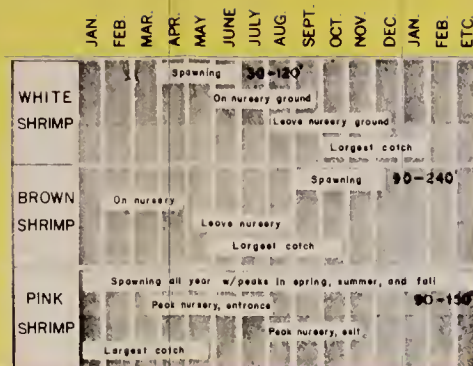 JAN. FEB. MAR. APR. MAY JUNE JULY AUG. SEPT. OCT. NOV. DEC. JAN. FEB. ETC.
WHITE SHRIMP
Spawning 30-120'
On nursery ground
Leave nursery ground
Largest catch
BROWN SHRIMP
Spawning 90-240'
On nursery
Leave nursery
Largest catch
PINK SHRIMP
Spawning all year w/peaks in spring, summer, and fall
Peak nursery, entrance 90-150'
Peak nursery, exit
Largest catch